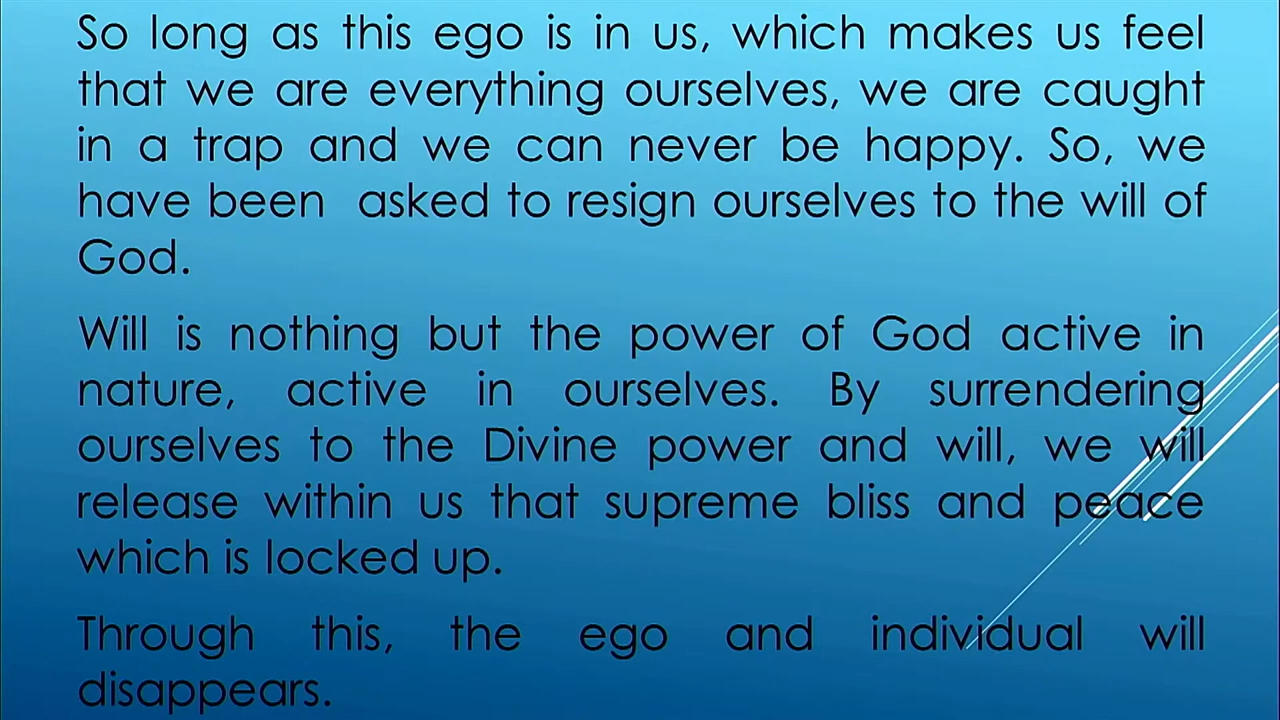 So long as this ego is in us, which makes us feel
that we are everything ourselves, we are caught
in a trap and we can never be happy. So, we
have been  asked to resign ourselves to the will of
God.
Will is nothing but the power of God active in
nature, active in ourselves. By surrendering
ourselves to the Divine power and will, we will
release within us that supreme bliss and peace
which is locked up.
Through this, the ego and individual will
disappears.